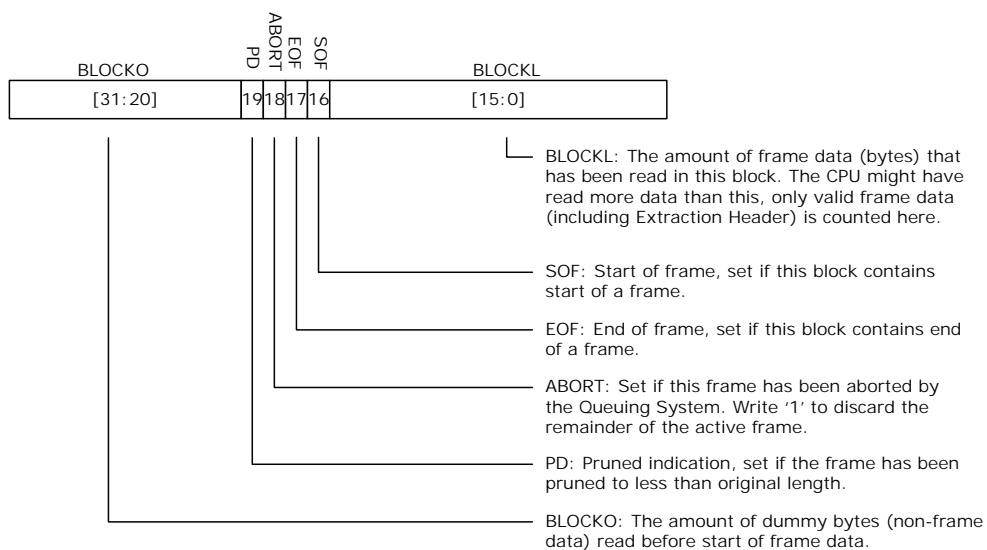 BLOCKO
PD
ABORT
EOF
SOF
BLOCKL
[31:20]
19
18
17
16
[15:0]
BLOCKL: The amount of frame data (bytes) that
has been read in this block. The CPU might have
read more data than this, only valid frame data
(including Extraction Header) is counted here.
SOF: Start of frame, set if this block contains
start of a frame.
EOF: End of frame, set if this block contains end
of a frame.
ABORT: Set if this frame has been aborted by
the Queuing System. Write ‘1’ to discard the
remainder of the active frame.
PD: Pruned indication, set if the frame has been
pruned to less than original length.
BLOCKO: The amount of dummy bytes (non-frame
data) read before start of frame data.